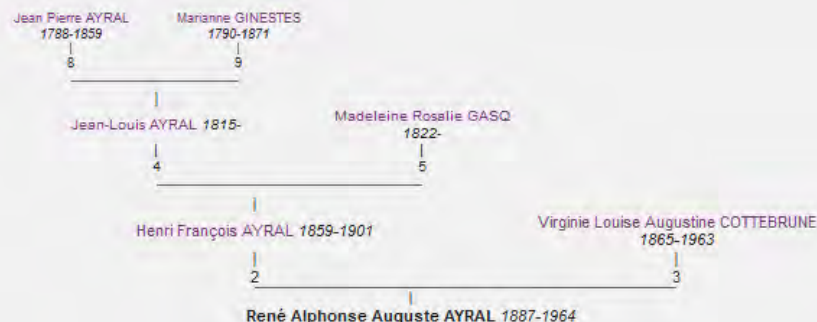 Jean Pierre AYRAL Marianne GINESTES
1788-1859 1790-1871
8 9
Jean-Louis AYRAL 1815- Madeleine Rosalie GASQ
1822-
4 5
Henri François AYRAL 1859-1901 Virginie Louise Augustine COTTEBRUNE
1865-1963
2 3
René Alphonse Auguste AYRAL 1887-1964